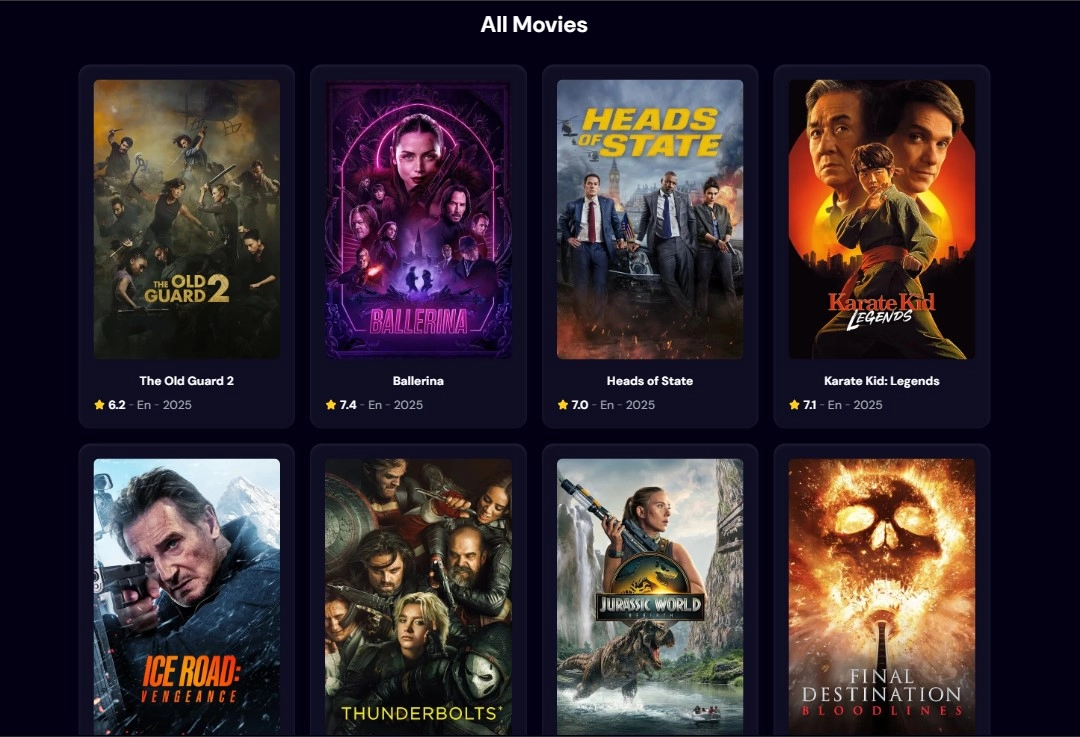 All Movies
THE OLD
GUARD 2
BALLERINA
HEADS
OF STATE
Karate Kid
LEGENDS
The Old Guard 2
Ballerina
Heads of State
Karate Kid: Legends
6.2 - En - 2025
7.4 - En - 2025
7.0 - En - 2025
7.1 - En - 2025
ICE ROAD:
VENGEANCE
THUNDERBOLTS*
JURASSIC WORLD
REBIRTH
FINAL
DESTINATION
BLOODLINES